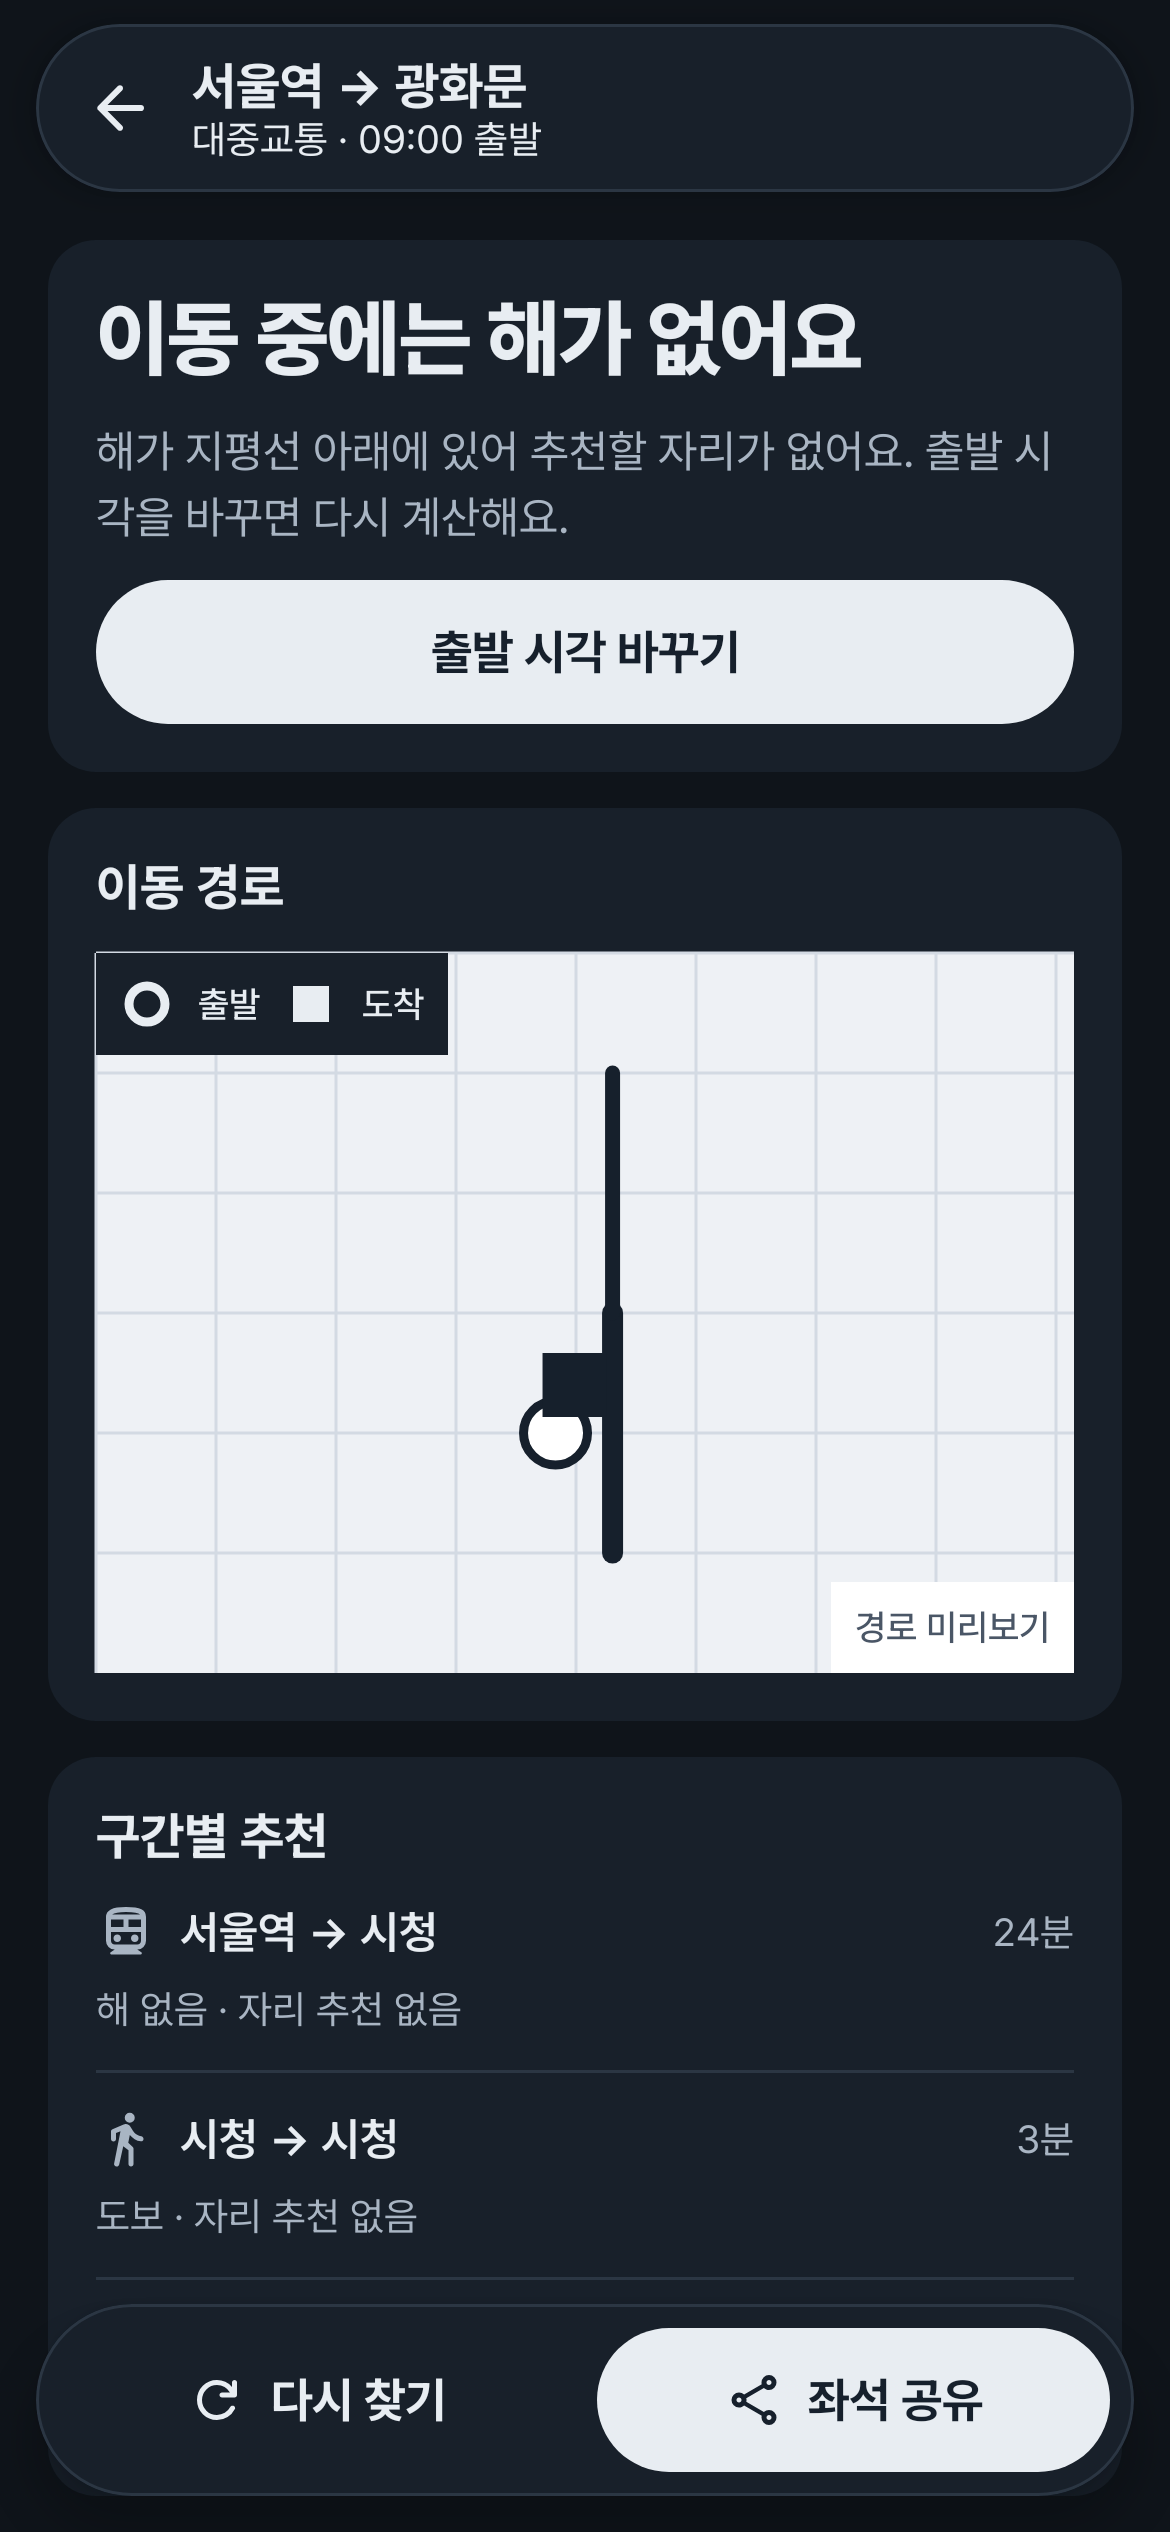 서울역 → 광화문
대중교통 · 09:00 출발
이동 중에는 해가 없어요
해가 지평선 아래에 있어 추천할 자리가 없어요. 출발 시
각을 바꾸면 다시 계산해요.
출발 시각 바꾸기
이동 경로
출발 도착
경로 미리보기
구간별 추천
서울역 → 시청 24분
해 없음 · 자리 추천 없음
시청 → 시청 3분
도보 · 자리 추천 없음
다시 찾기 좌석 공유